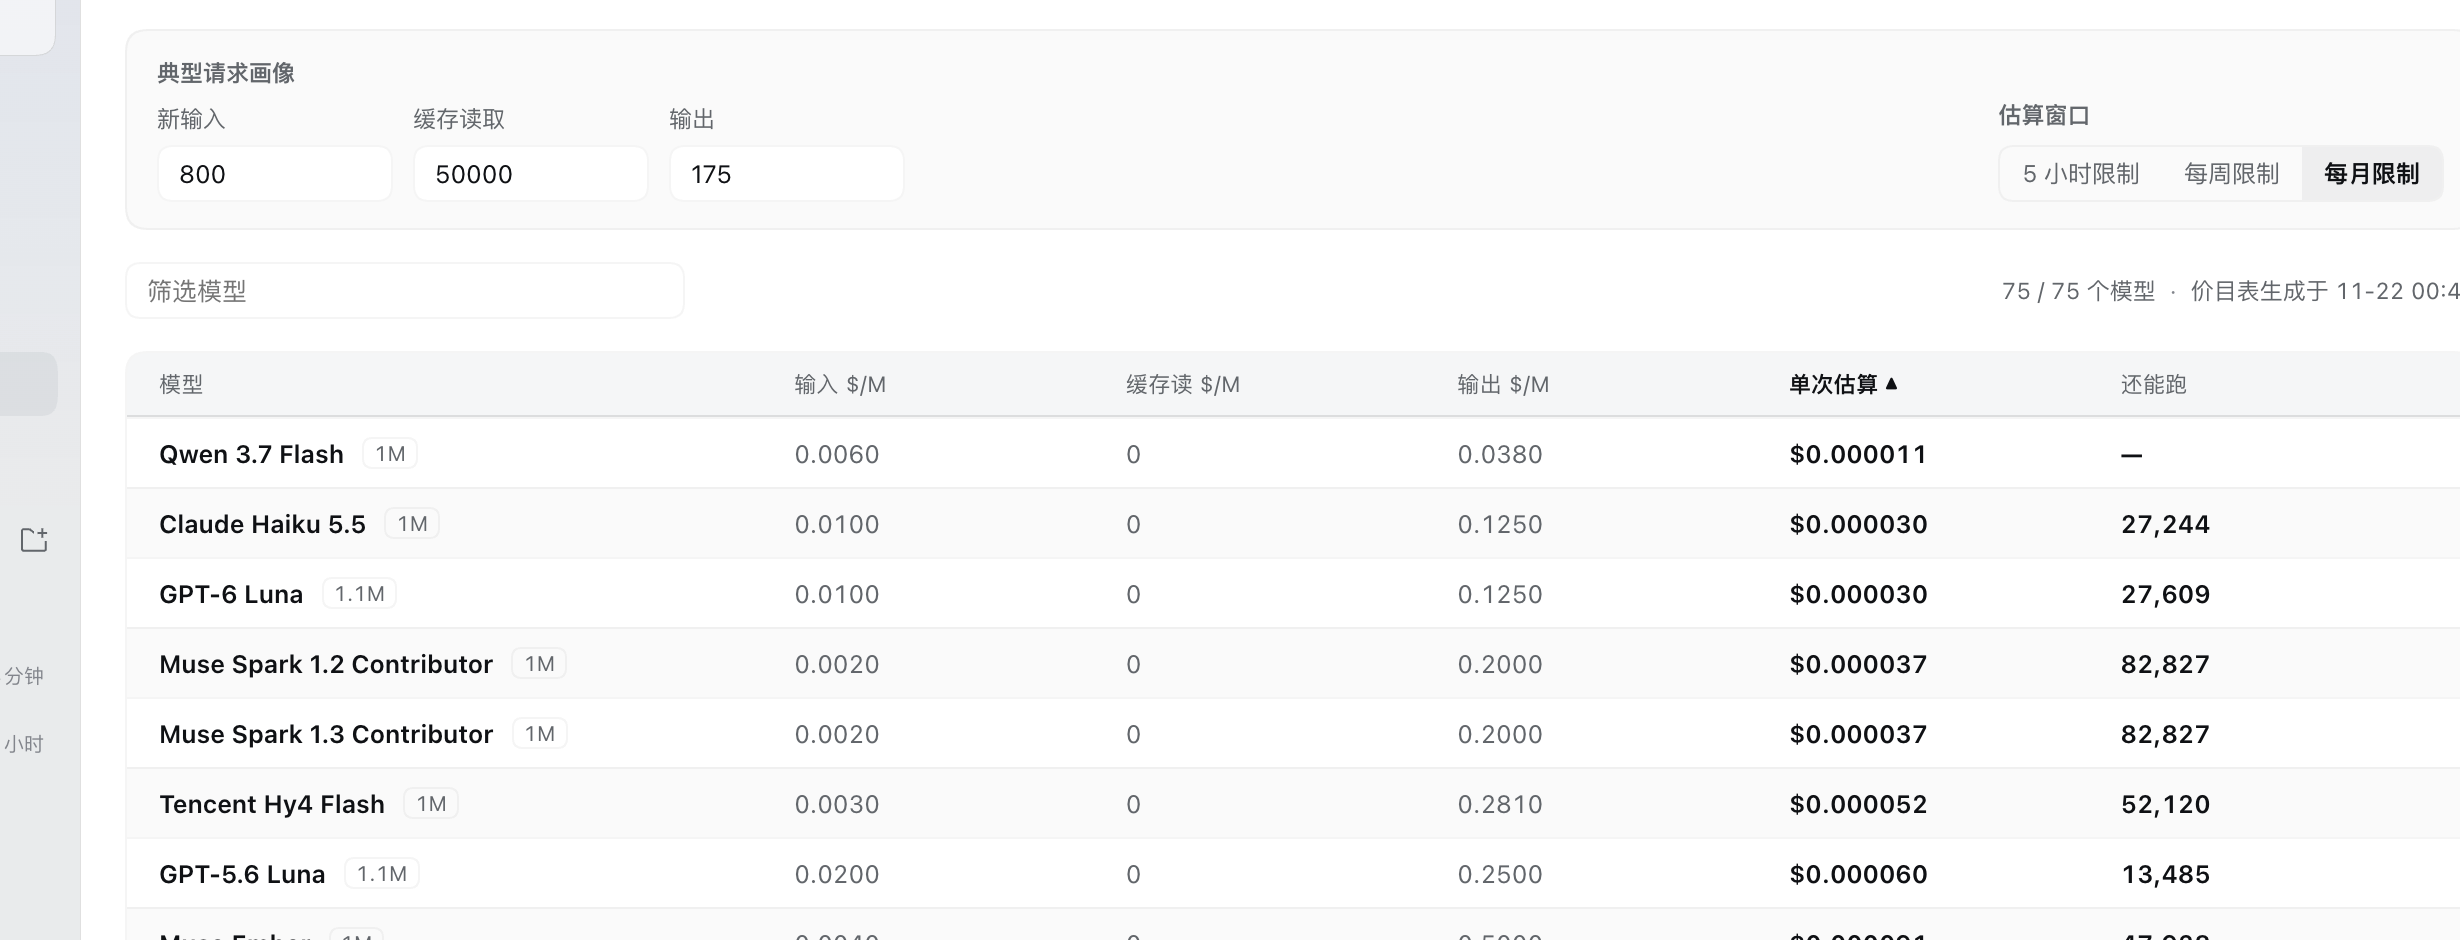 典型请求画像
新输入 缓存读取 输出
800 50000 175
估算窗口
5 小时限制 每周限制 每月限制
筛选模型
75 / 75 个模型 · 价目表生成于 11-22 00:4
模型 输入 $/M 缓存读 $/M 输出 $/M 单次估算 ▲ 还能跑
Qwen 3.7 Flash 1M 0.0060 0 0.0380 $0.000011 —
Claude Haiku 5.5 1M 0.0100 0 0.1250 $0.000030 27,244
GPT-6 Luna 1.1M 0.0100 0 0.1250 $0.000030 27,609
Muse Spark 1.2 Contributor 1M 0.0020 0 0.2000 $0.000037 82,827
分钟
Muse Spark 1.3 Contributor 1M 0.0020 0 0.2000 $0.000037 82,827
小时
Tencent Hy4 Flash 1M 0.0030 0 0.2810 $0.000052 52,120
GPT-5.6 Luna 1.1M 0.0200 0 0.2500 $0.000060 13,485